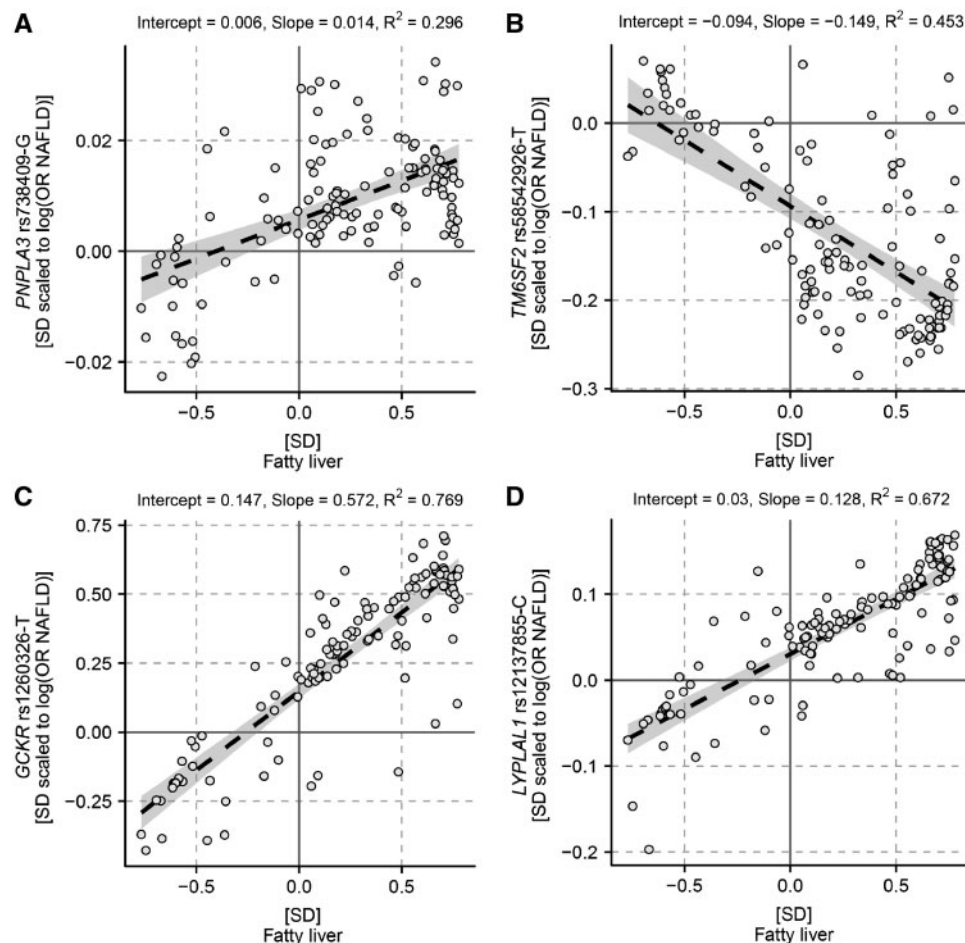 A
Intercept = 0.006, Slope = 0.014, R² = 0.296
PNPLA3 rs738409-G
[SD scaled to log(OR NAFLD)]
0.02
0.00
−0.02
−0.5
0.0
0.5
[SD]
Fatty liver
B
Intercept = −0.094, Slope = −0.149, R² = 0.453
TM6SF2 rs58542926-T
[SD scaled to log(OR NAFLD)]
0.0
−0.1
−0.2
−0.3
−0.5
0.0
0.5
[SD]
Fatty liver
C
Intercept = 0.147, Slope = 0.572, R² = 0.769
GCKR rs1260326-T
[SD scaled to log(OR NAFLD)]
0.75
0.50
0.25
0.00
−0.25
−0.5
0.0
0.5
[SD]
Fatty liver
D
Intercept = 0.03, Slope = 0.128, R² = 0.672
LYPLAL1 rs12137855-C
[SD scaled to log(OR NAFLD)]
0.1
0.0
−0.1
−0.2
−0.5
0.0
0.5
[SD]
Fatty liver